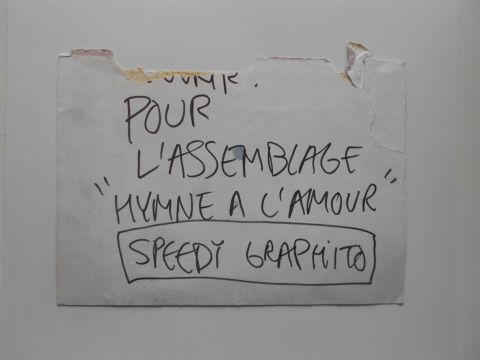 POUR
L'ASSEMBLAGE
"HYMNE A L'AMOUR"
SPEEDY GRAPHITO